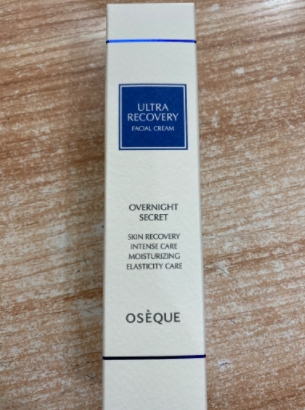 ULTRA
RECOVERY
FACIAL CREAM
OVERNIGHT
SECRET
SKIN RECOVERY
INTENSE CARE
MOISTURIZING
ELASTICITY CARE
OSÈQUE